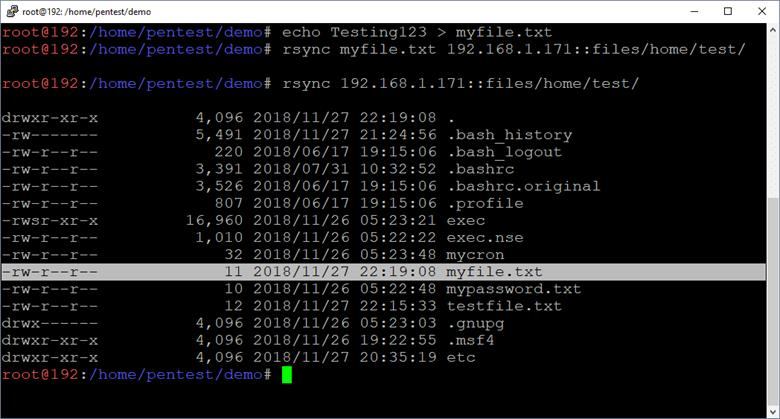 root@192: /home/pentest/demo
root@192:/home/pentest/demo# echo Testing123 > myfile.txt
root@192:/home/pentest/demo# rsync myfile.txt 192.168.1.171::files/home/test/
root@192:/home/pentest/demo# rsync 192.168.1.171::files/home/test/
drwxr-xr-x 4,096 2018/11/27 22:19:08 .
-rw------- 5,491 2018/11/27 21:24:56 .bash_history
-rw-r--r-- 220 2018/06/17 19:15:06 .bash_logout
-rw-r--r-- 3,391 2018/07/31 10:32:52 .bashrc
-rw-r--r-- 3,526 2018/06/17 19:15:06 .bashrc.original
-rw-r--r-- 807 2018/06/17 19:15:06 .profile
-rwsr-xr-x 16,960 2018/11/26 05:23:21 exec
-rw-r--r-- 1,010 2018/11/26 05:22:22 exec.nse
-rw-r--r-- 32 2018/11/26 05:23:48 mycron
-rw-r--r-- 11 2018/11/27 22:19:08 myfile.txt
-rw-r--r-- 10 2018/11/26 05:22:48 mypassword.txt
-rw-r--r-- 12 2018/11/27 22:15:33 testfile.txt
drwx------ 4,096 2018/11/26 05:23:03 .gnupg
drwxr-xr-x 4,096 2018/11/26 19:22:55 .msf4
drwxr-xr-x 4,096 2018/11/27 20:35:19 etc
root@192:/home/pentest/demo#